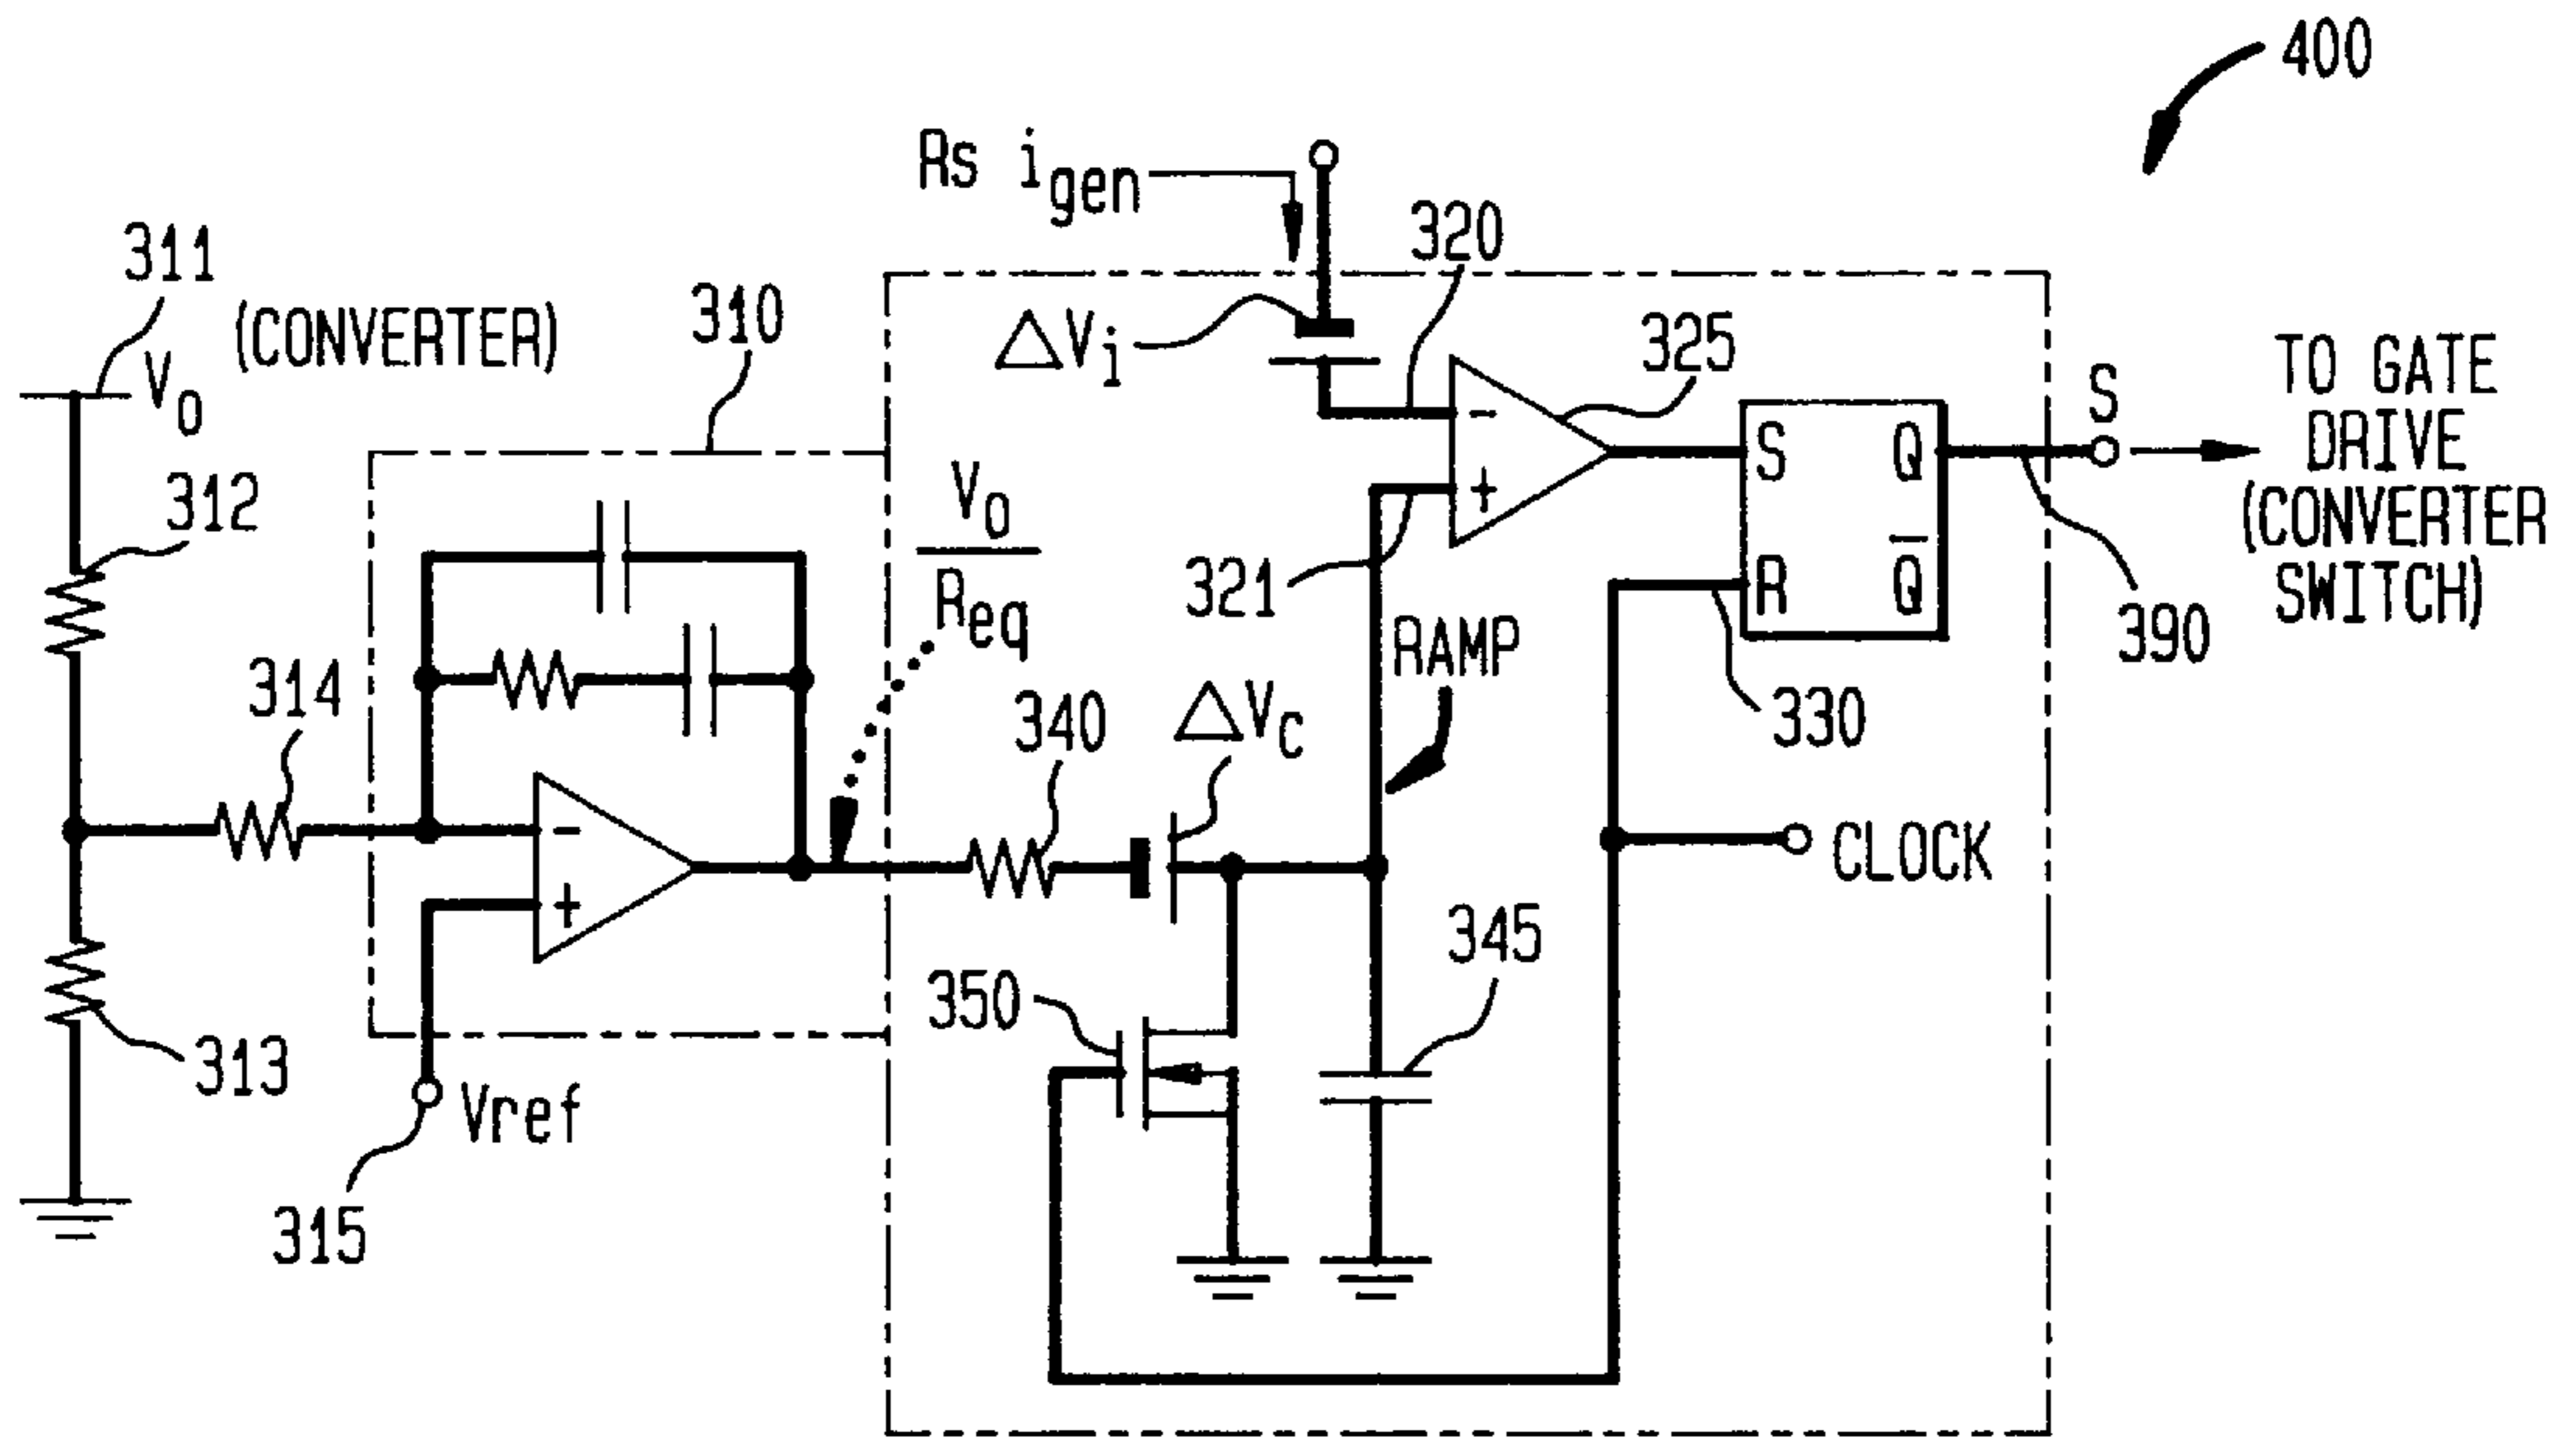 400
Rs igen
311
(CONVERTER)
Vo
310
320
ΔVi
325
312
Vo
Req
321
S
Q
R
Q̅
S
TO GATE
DRIVE
(CONVERTER
SWITCH)
390
330
RAMP
314
340
ΔVc
-
+
-
+
CLOCK
345
350
313
Vref
315